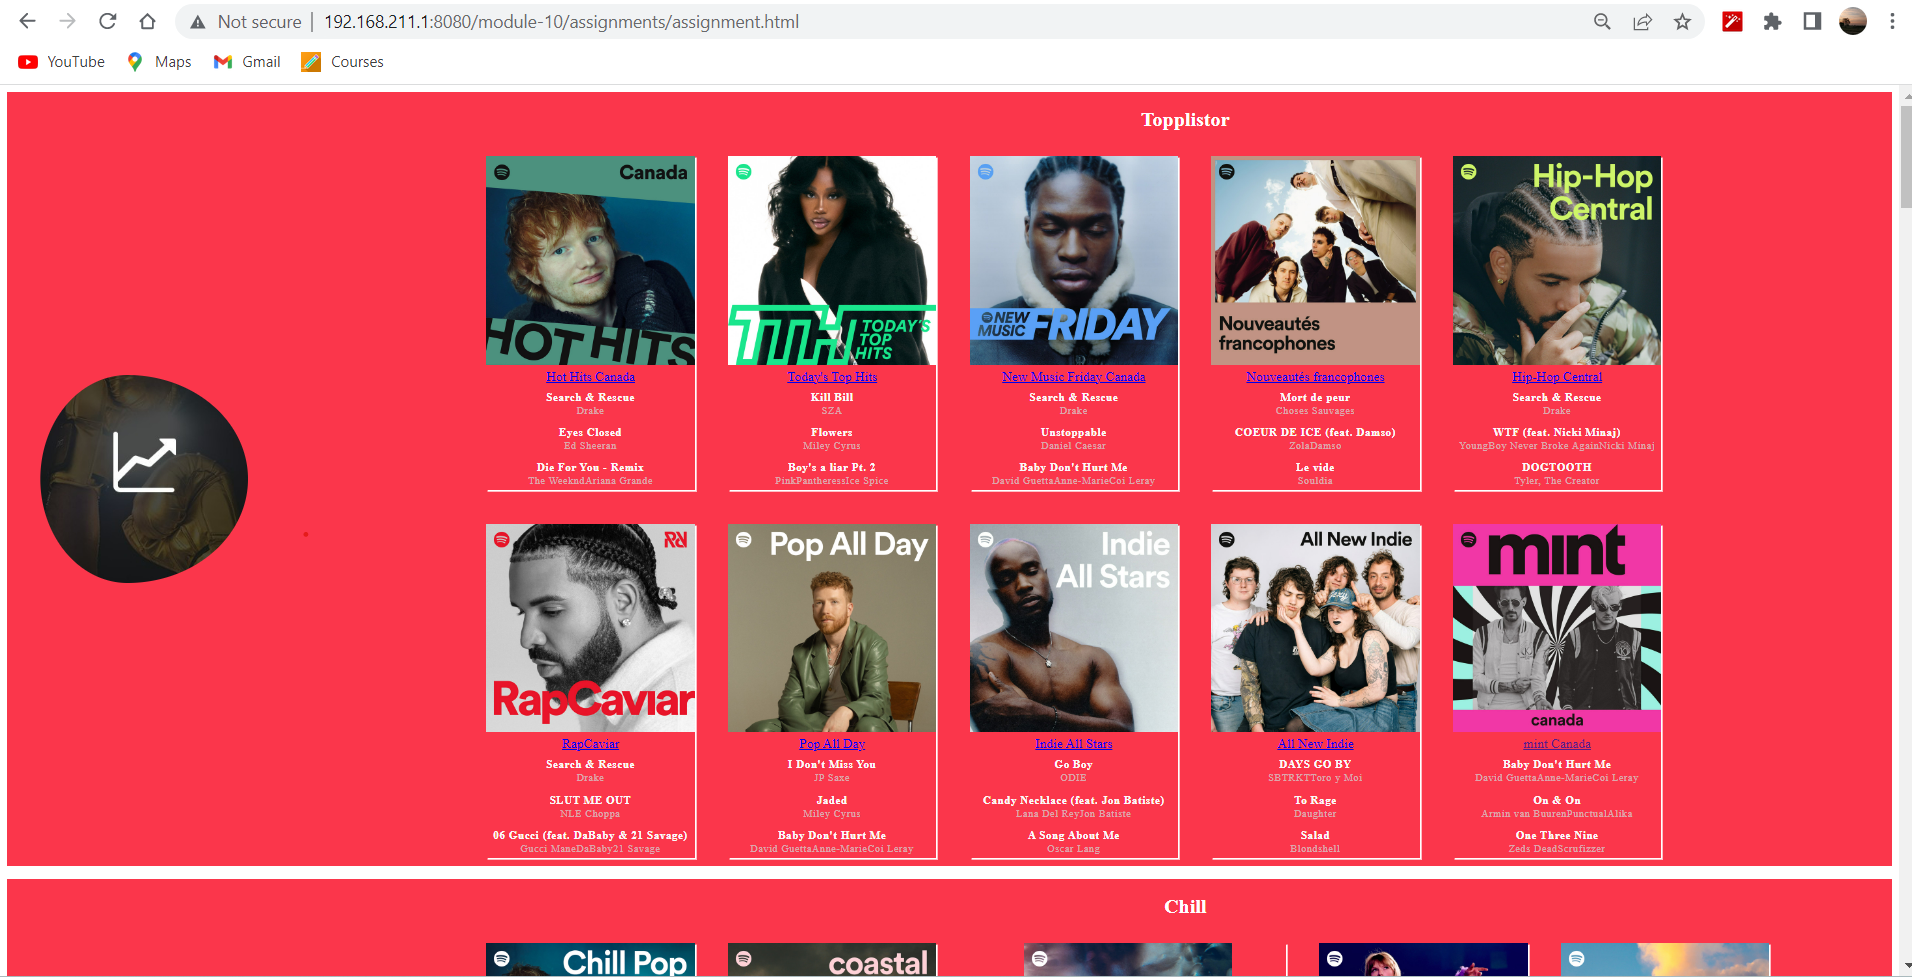 Not secure | 192.168.211.1:8080/module-10/assignments/assignment.html
YouTube Maps Gmail Courses
Topplistor
Canada
HOT HITS
Hot Hits Canada
Search & Rescue
Drake
Eyes Closed
Ed Sheeran
Die For You - Remix
The WeekndAriana Grande
TTH TODAY'S
TOP
HITS
Today's Top Hits
Kill Bill
SZA
Flowers
Miley Cyrus
Boy's a liar Pt. 2
PinkPantheressIce Spice
NEW
MUSIC FRIDAY
New Music Friday Canada
Search & Rescue
Drake
Unstoppable
Daniel Caesar
Baby Don't Hurt Me
David GuettaAnne-MarieCoi Leray
Nouveautés
francophones
Nouveautés francophones
Mort de peur
Choses Sauvages
COEUR DE ICE (feat. Damso)
ZolaDamso
Le vide
Souldia
Hip-Hop
Central
Hip-Hop Central
Search & Rescue
Drake
WTF (feat. Nicki Minaj)
YoungBoy Never Broke AgainNicki Minaj
DOGTOOTH
Tyler, The Creator
RapCaviar
RapCaviar
Search & Rescue
Drake
SLUT ME OUT
NLE Choppa
06 Gucci (feat. DaBaby & 21 Savage)
Gucci ManeDaBaby21 Savage
Pop All Day
Pop All Day
I Don't Miss You
JP Saxe
Jaded
Miley Cyrus
Baby Don't Hurt Me
David GuettaAnne-MarieCoi Leray
Indie
All Stars
Indie All Stars
Go Boy
ODIE
Candy Necklace (feat. Jon Batiste)
Lana Del ReyJon Batiste
A Song About Me
Oscar Lang
All New Indie
All New Indie
DAYS GO BY
SBTRKTToro y Moi
To Rage
Daughter
Salad
Blondshell
mint
canada
mint Canada
Baby Don't Hurt Me
David GuettaAnne-MarieCoi Leray
On & On
Armin van BuurenPunctualAlika
One Three Nine
Zeds DeadScrufizzer
Chill
Chill Pop
coastal